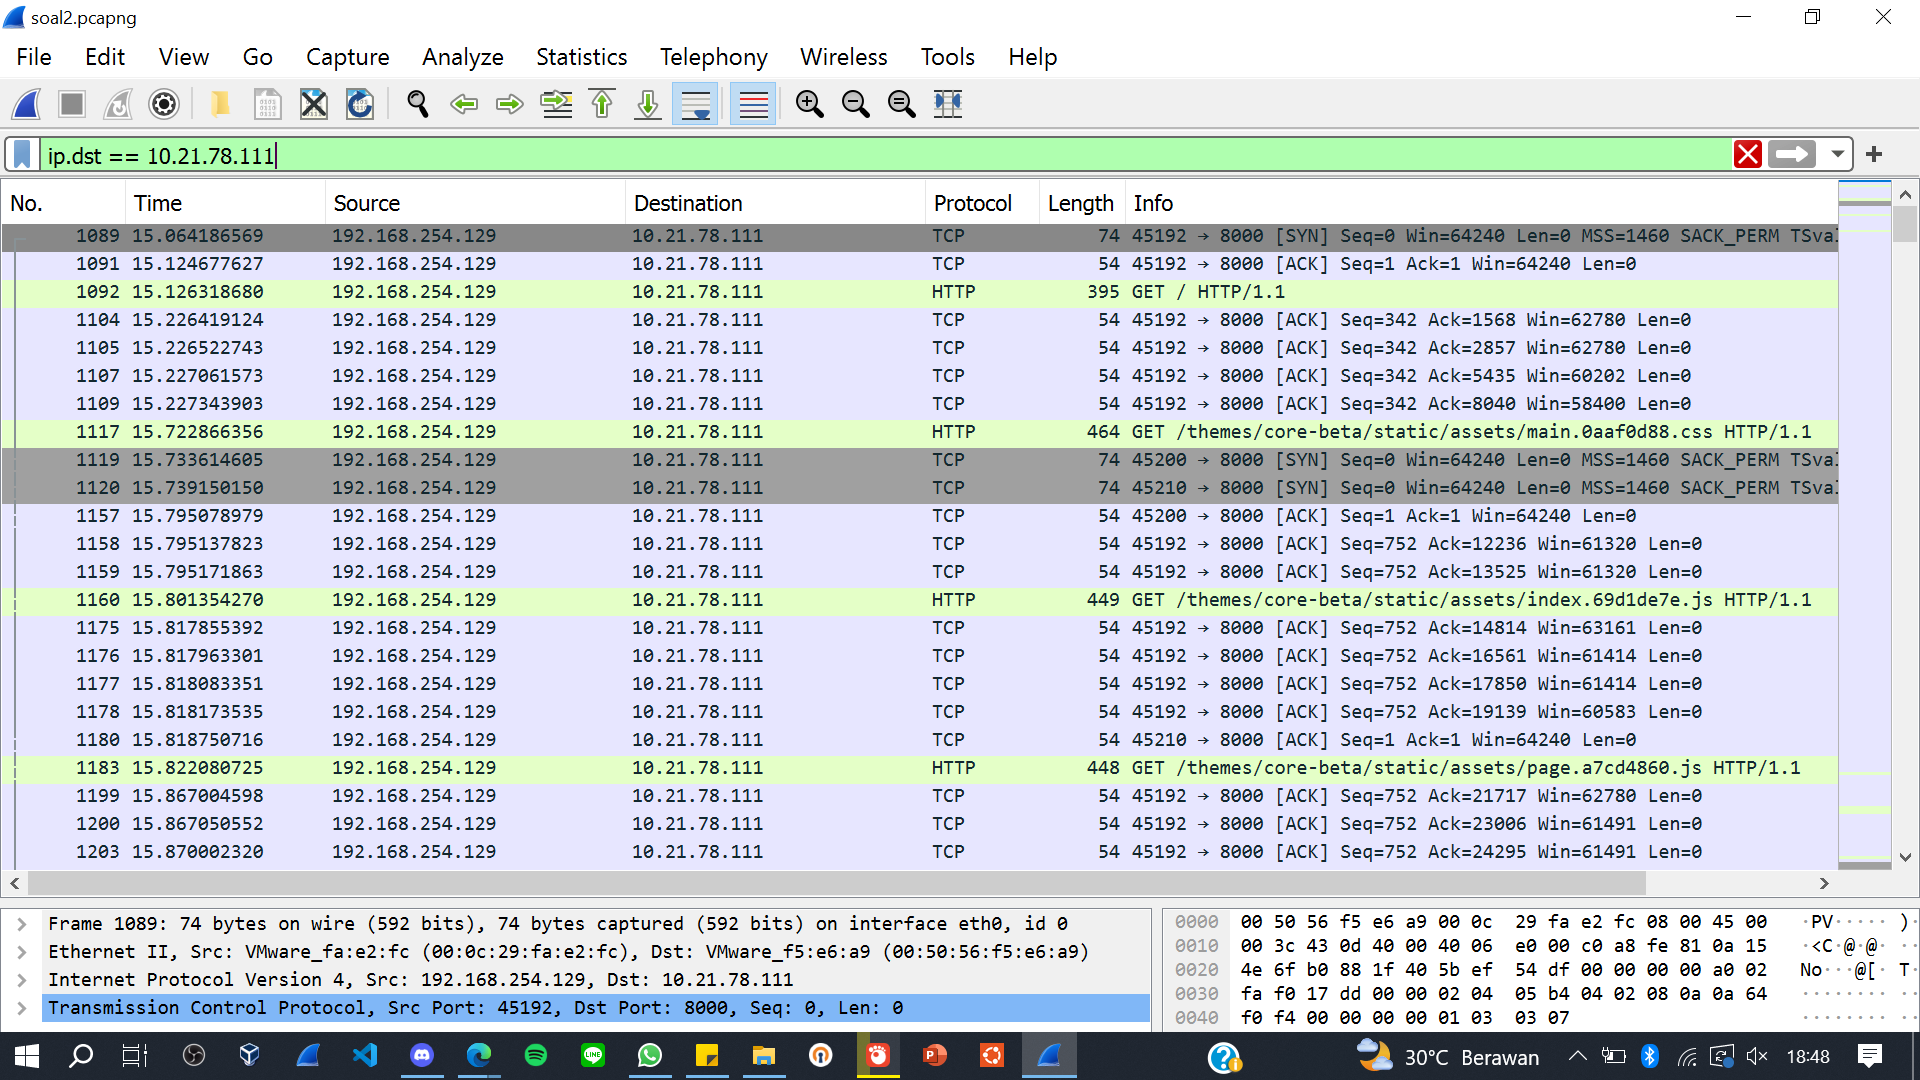 soal2.pcapng
File Edit View Go Capture Analyze Statistics Telephony Wireless Tools Help
ip.dst == 10.21.78.111
No. Time Source Destination Protocol Length Info
1089 15.064186569 192.168.254.129 10.21.78.111 TCP 74 45192 → 8000 [SYN] Seq=0 Win=64240 Len=0 MSS=1460 SACK_PERM TSval
1091 15.124677627 192.168.254.129 10.21.78.111 TCP 54 45192 → 8000 [ACK] Seq=1 Ack=1 Win=64240 Len=0
1092 15.126318680 192.168.254.129 10.21.78.111 HTTP 395 GET / HTTP/1.1
1104 15.226419124 192.168.254.129 10.21.78.111 TCP 54 45192 → 8000 [ACK] Seq=342 Ack=1568 Win=62780 Len=0
1105 15.226522743 192.168.254.129 10.21.78.111 TCP 54 45192 → 8000 [ACK] Seq=342 Ack=2857 Win=62780 Len=0
1107 15.227061573 192.168.254.129 10.21.78.111 TCP 54 45192 → 8000 [ACK] Seq=342 Ack=5435 Win=60202 Len=0
1109 15.227343903 192.168.254.129 10.21.78.111 TCP 54 45192 → 8000 [ACK] Seq=342 Ack=8040 Win=58400 Len=0
1117 15.722866356 192.168.254.129 10.21.78.111 HTTP 464 GET /themes/core-beta/static/assets/main.0aaf0d88.css HTTP/1.1
1119 15.733614605 192.168.254.129 10.21.78.111 TCP 74 45200 → 8000 [SYN] Seq=0 Win=64240 Len=0 MSS=1460 SACK_PERM TSval
1120 15.739150150 192.168.254.129 10.21.78.111 TCP 74 45210 → 8000 [SYN] Seq=0 Win=64240 Len=0 MSS=1460 SACK_PERM TSval
1157 15.795078979 192.168.254.129 10.21.78.111 TCP 54 45200 → 8000 [ACK] Seq=1 Ack=1 Win=64240 Len=0
1158 15.795137823 192.168.254.129 10.21.78.111 TCP 54 45192 → 8000 [ACK] Seq=752 Ack=12236 Win=61320 Len=0
1159 15.795171863 192.168.254.129 10.21.78.111 TCP 54 45192 → 8000 [ACK] Seq=752 Ack=13525 Win=61320 Len=0
1160 15.801354270 192.168.254.129 10.21.78.111 HTTP 449 GET /themes/core-beta/static/assets/index.69d1de7e.js HTTP/1.1
1175 15.817855392 192.168.254.129 10.21.78.111 TCP 54 45192 → 8000 [ACK] Seq=752 Ack=14814 Win=63161 Len=0
1176 15.817963301 192.168.254.129 10.21.78.111 TCP 54 45192 → 8000 [ACK] Seq=752 Ack=16561 Win=61414 Len=0
1177 15.818083351 192.168.254.129 10.21.78.111 TCP 54 45192 → 8000 [ACK] Seq=752 Ack=17850 Win=61414 Len=0
1178 15.818173535 192.168.254.129 10.21.78.111 TCP 54 45192 → 8000 [ACK] Seq=752 Ack=19139 Win=60583 Len=0
1180 15.818750716 192.168.254.129 10.21.78.111 TCP 54 45210 → 8000 [ACK] Seq=1 Ack=1 Win=64240 Len=0
1183 15.822080725 192.168.254.129 10.21.78.111 HTTP 448 GET /themes/core-beta/static/assets/page.a7cd4860.js HTTP/1.1
1199 15.867004598 192.168.254.129 10.21.78.111 TCP 54 45192 → 8000 [ACK] Seq=752 Ack=21717 Win=62780 Len=0
1200 15.867050552 192.168.254.129 10.21.78.111 TCP 54 45192 → 8000 [ACK] Seq=752 Ack=23006 Win=61491 Len=0
1203 15.870002320 192.168.254.129 10.21.78.111 TCP 54 45192 → 8000 [ACK] Seq=752 Ack=24295 Win=61491 Len=0
Frame 1089: 74 bytes on wire (592 bits), 74 bytes captured (592 bits) on interface eth0, id 0
Ethernet II, Src: VMware_fa:e2:fc (00:0c:29:fa:e2:fc), Dst: VMware_f5:e6:a9 (00:50:56:f5:e6:a9)
Internet Protocol Version 4, Src: 192.168.254.129, Dst: 10.21.78.111
Transmission Control Protocol, Src Port: 45192, Dst Port: 8000, Seq: 0, Len: 0
0000 00 50 56 f5 e6 a9 00 0c 29 fa e2 fc 08 00 45 00 ·PV····· )·
0010 00 3c 43 0d 40 00 40 06 e0 00 c0 a8 fe 81 0a 15 ·<C·@·@· ··
0020 4e 6f b0 88 1f 40 5b ef 54 df 00 00 00 00 a0 02 No···@[· T·
0030 fa f0 17 dd 00 00 02 04 05 b4 04 02 08 0a 0a 64 ········ ··
0040 f0 f4 00 00 00 00 01 03 03 07 ········ ··
30°C Berawan
18:48